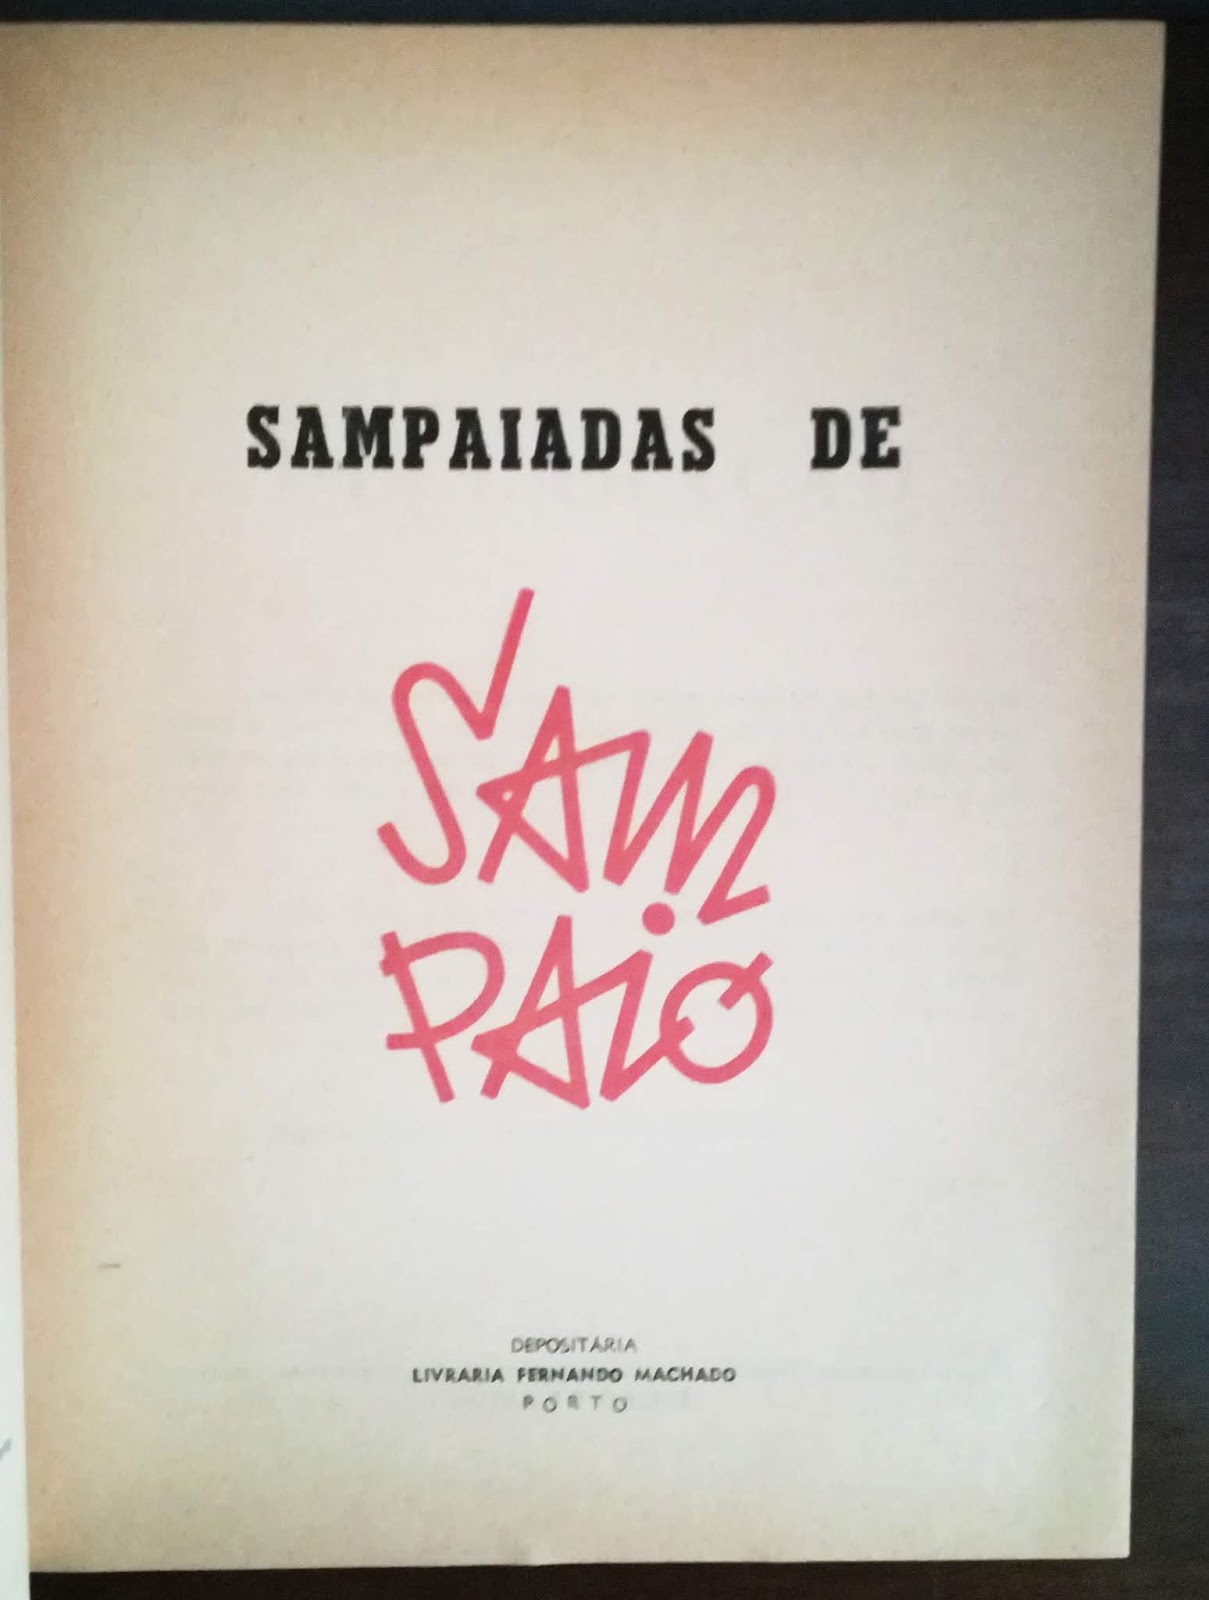 SAMPAIADAS DE
SAM
PAIO
DEPOSITÁRIA
LIVRARIA FERNANDO MACHADO
PORTO